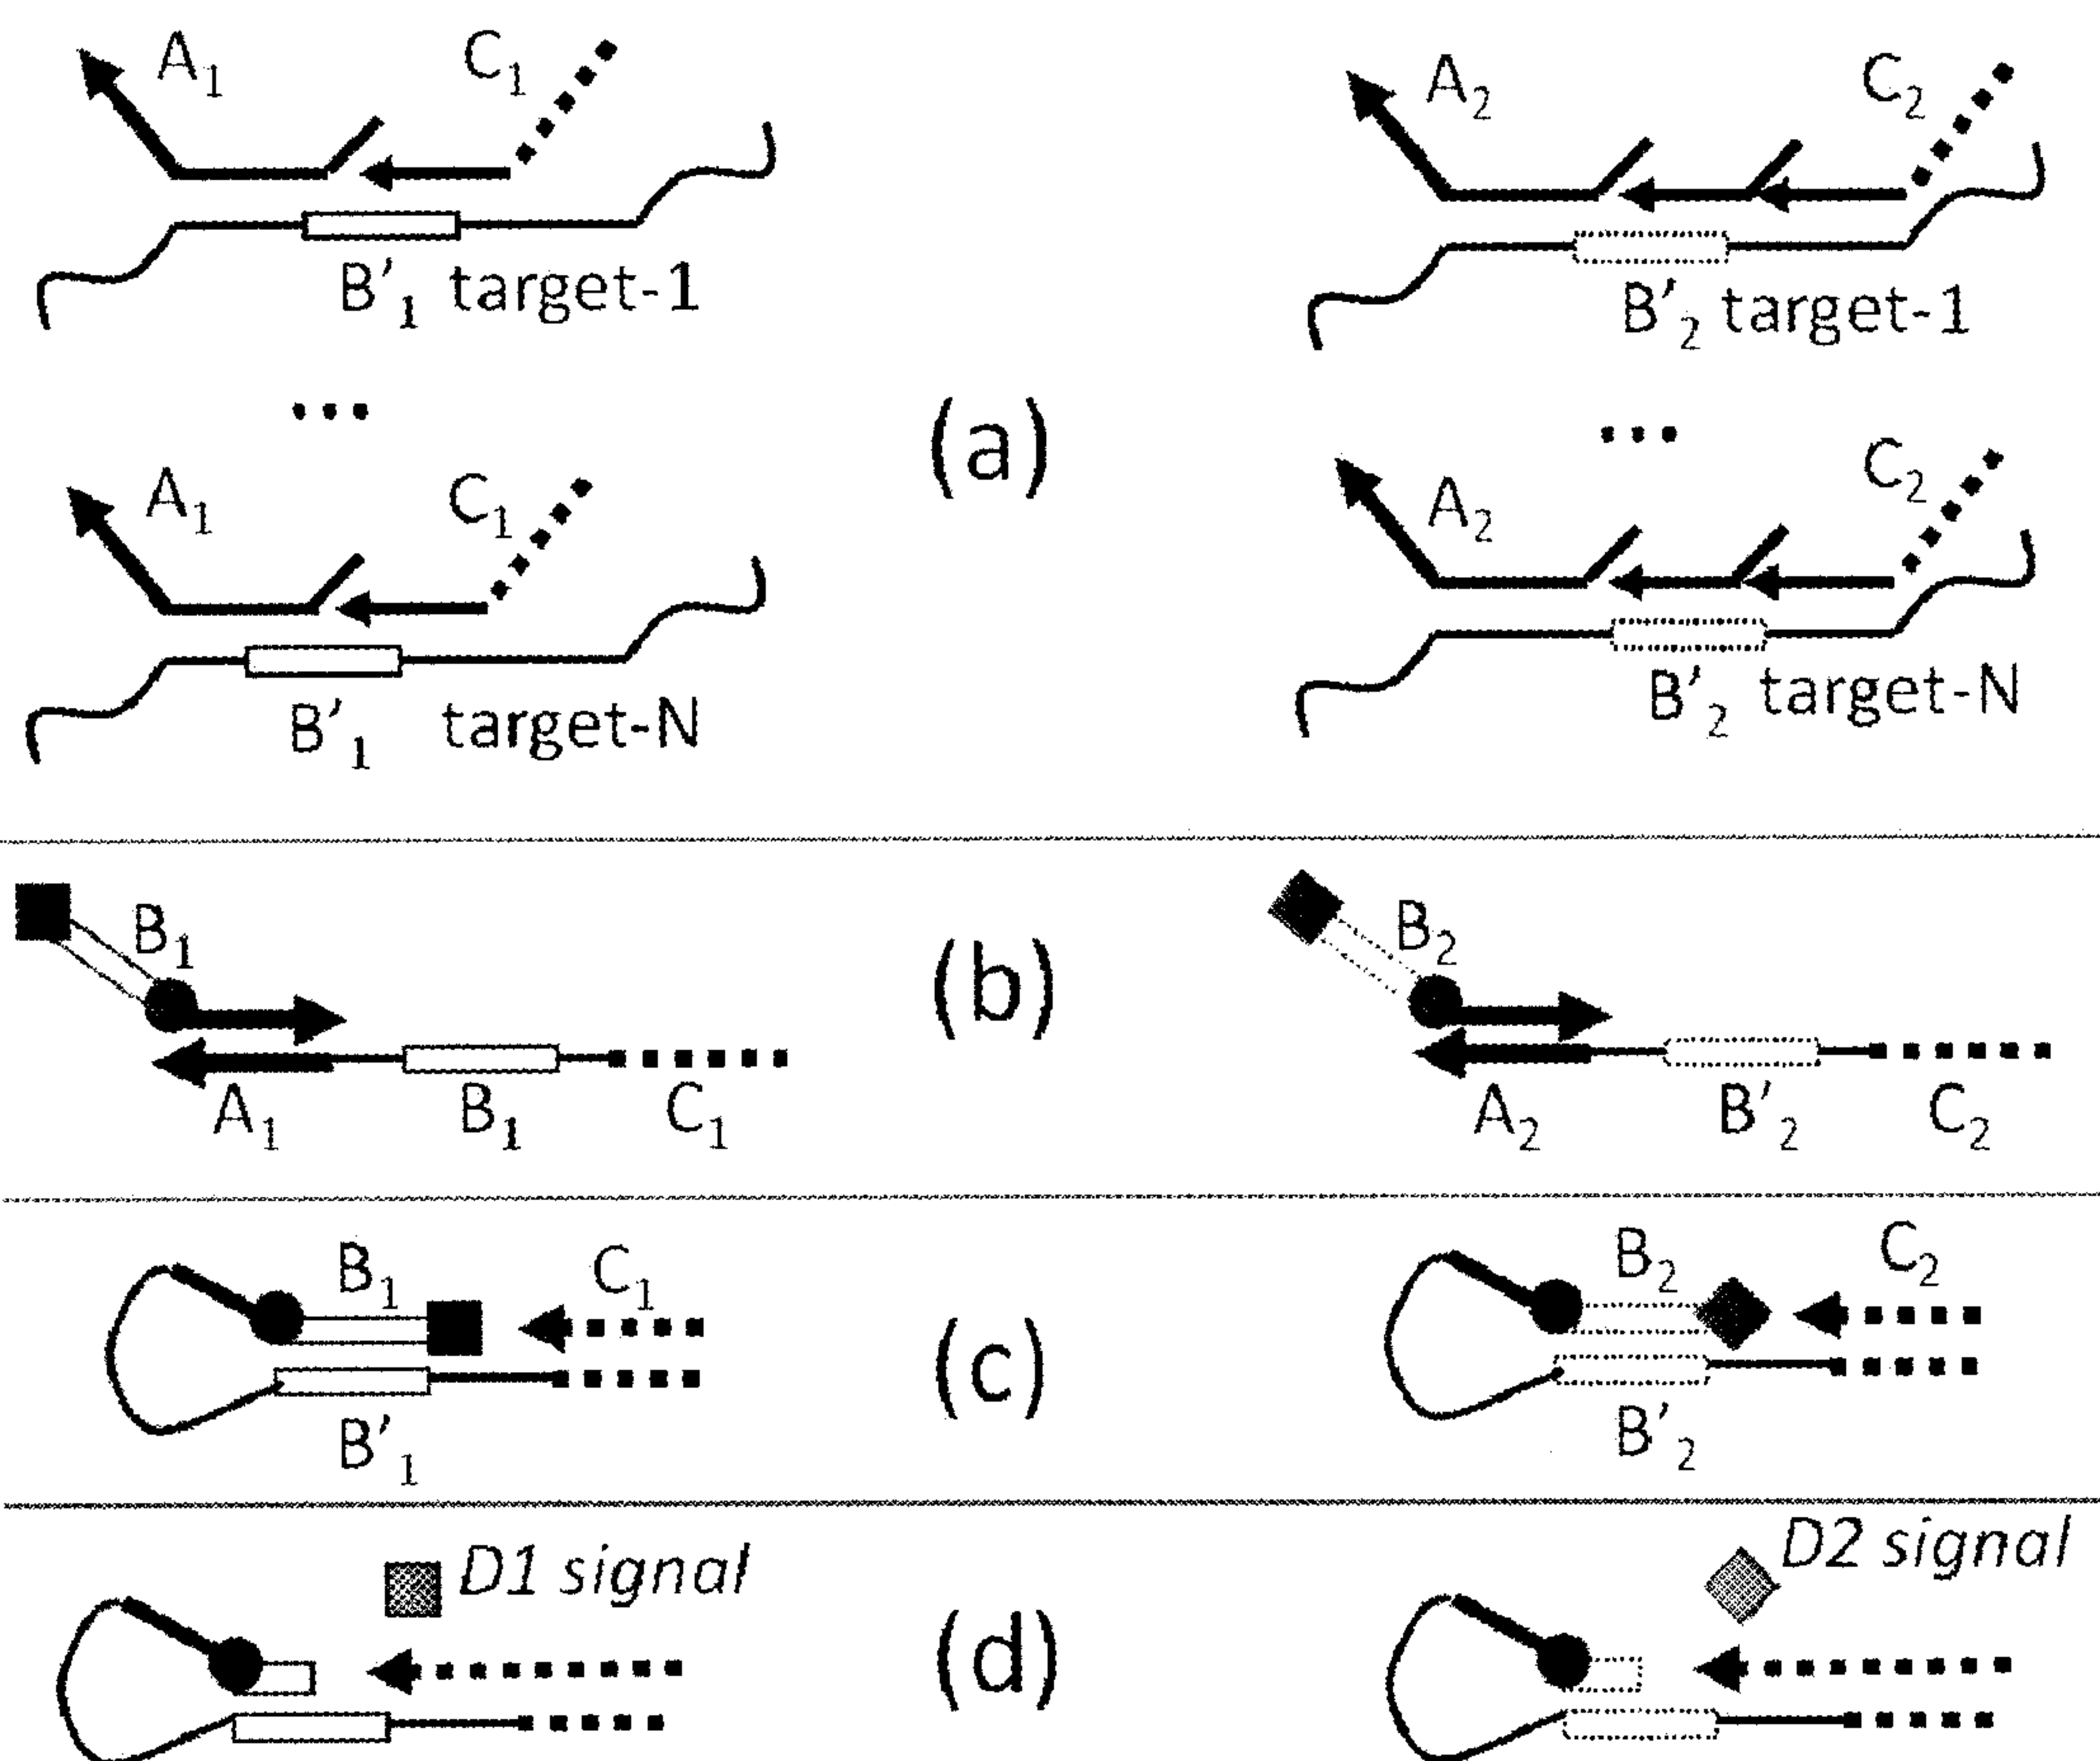 A₁ C₁ A₂ C₂
B′₁ target-1 B′₂ target-1
... (a) ...
A₁ C₁ A₂ C₂
B′₁ target-N B′₂ target-N
B₁ (b) B₂
A₁ B₁ C₁ A₂ B′₂ C₂
B₁ C₁ B₂ C₂
(c)
B′₁ B′₂
D1 signal D2 signal
(d)